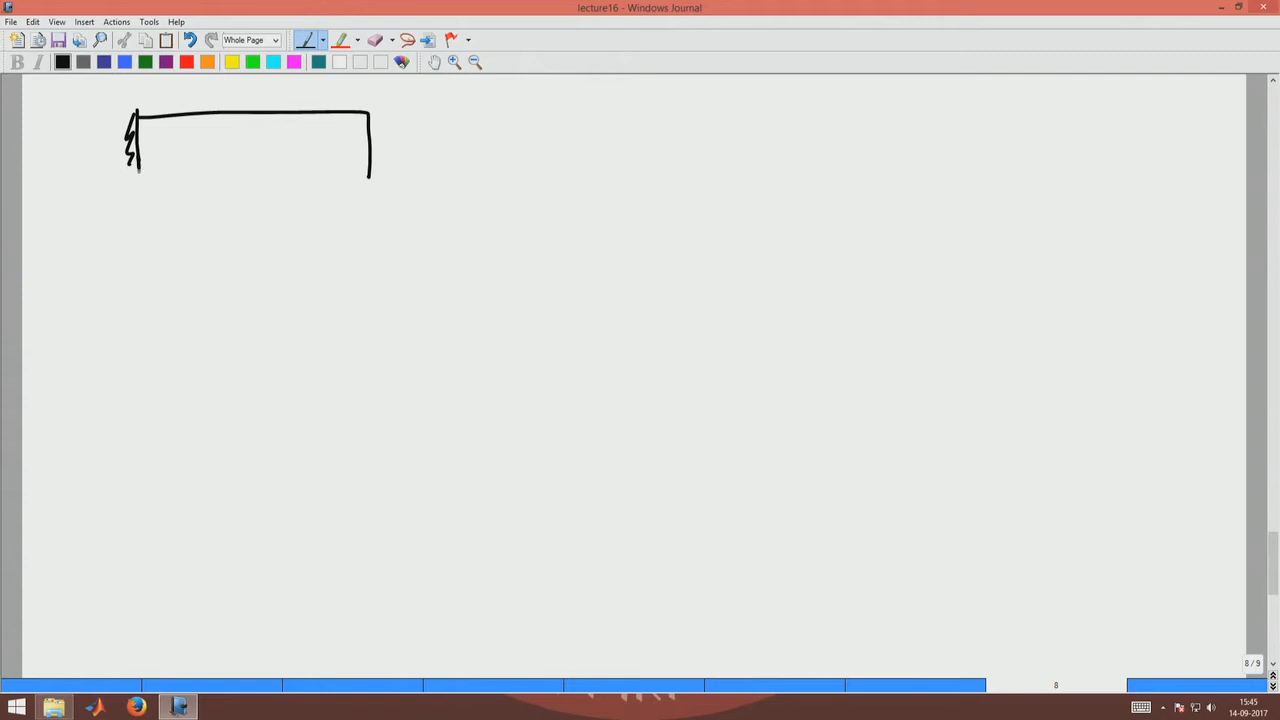 lecture16 - Windows Journal
File Edit View Insert Actions Tools Help
Whole Page
B I
8 / 9
8
15:45
14-09-2017